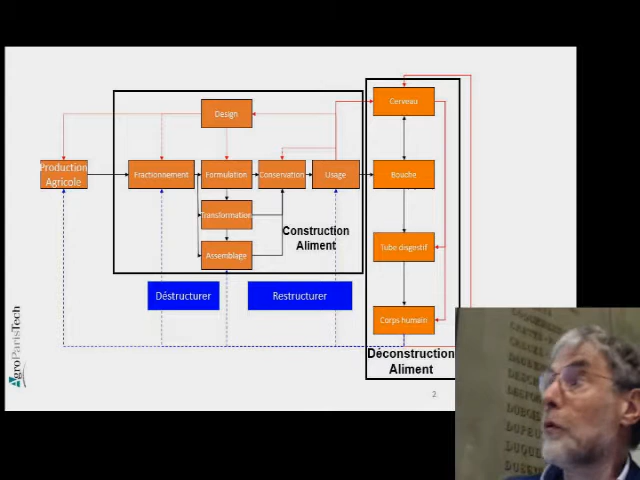 Cerveau
Design
Production
Agricole
Fractionnement
Formulation
Conservation
Usage
Bouche
Transformation
Construction
Aliment
Assemblage
Tube disgestif
Déstructurer
Restructurer
Corps humain
Déconstruction
Aliment
AgroParisTech
2